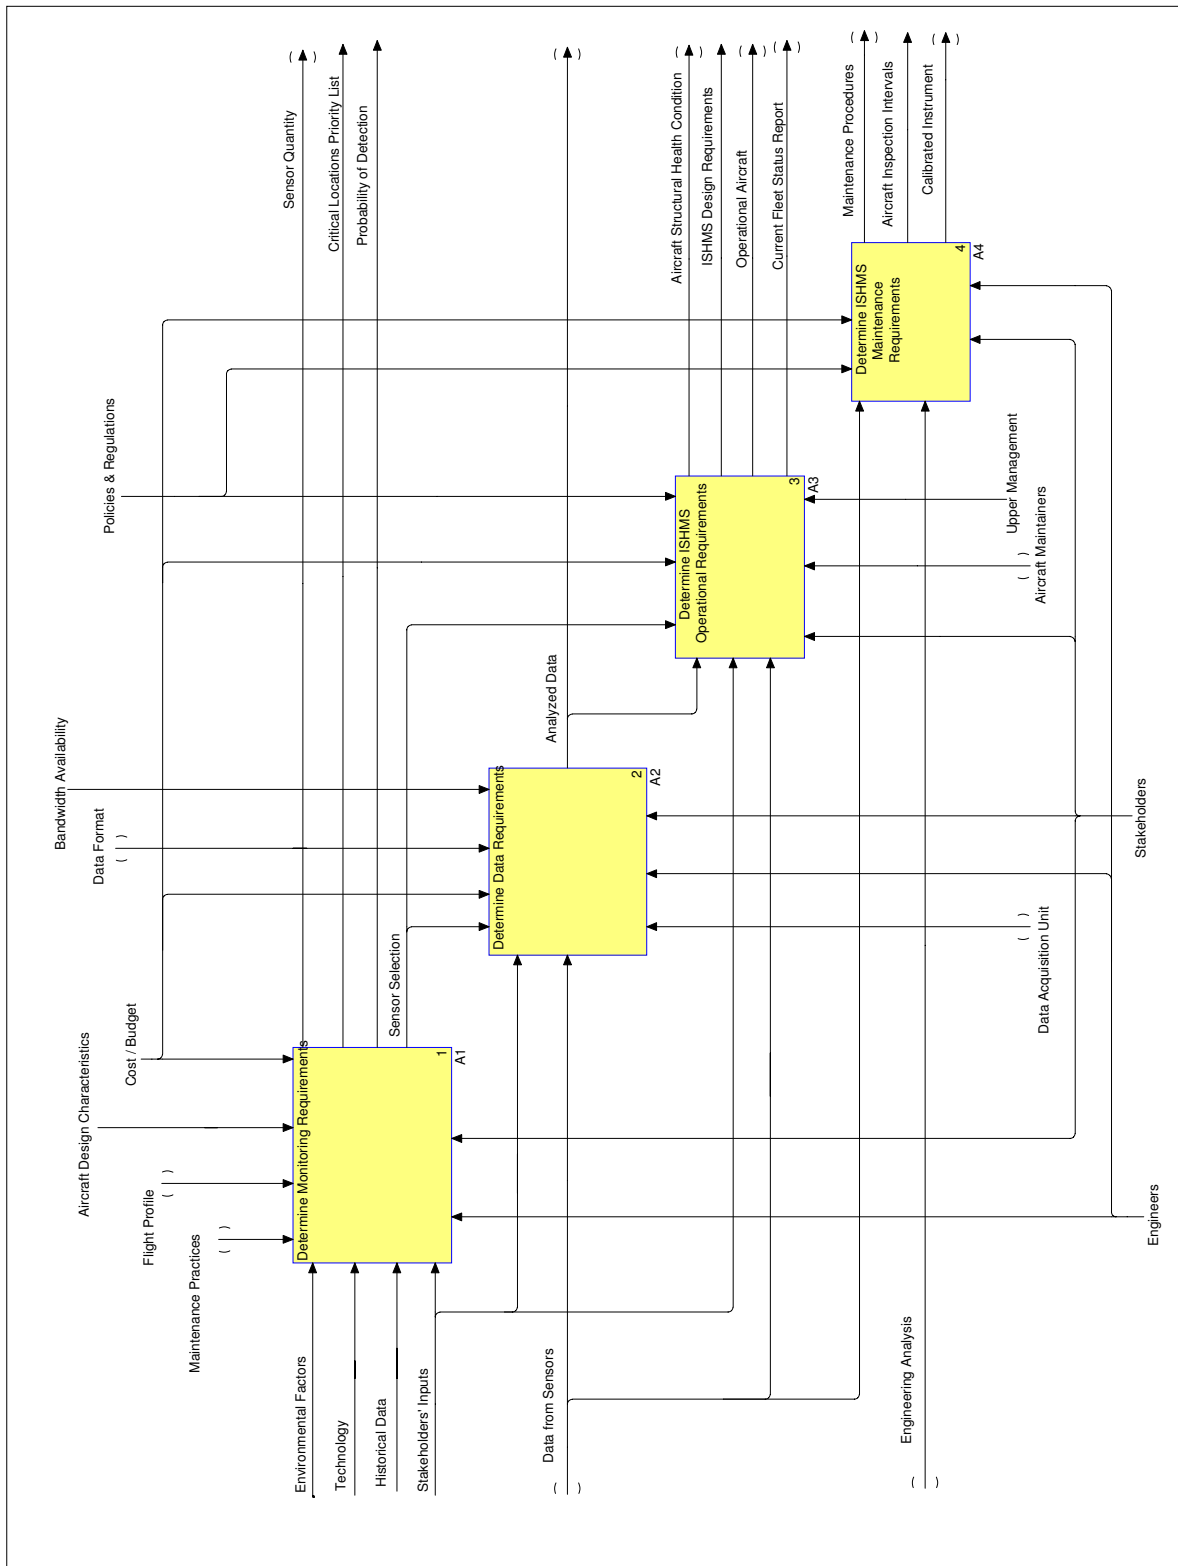 Bandwidth Availability
Policies & Regulations
Data Format
( )
Aircraft Design Characteristics
Cost / Budget
Flight Profile
( )
Maintenance Practices
( )
Environmental Factors
Technology
Historical Data
Stakeholders' Inputs
Data from Sensors
( )
Engineering Analysis
( )
Determine Monitoring Requirements
1
A1
Sensor Quantity
( )
Critical Locations Priority List
Probability of Detection
Sensor Selection
Determine Data Requirements
2
A2
Analyzed Data
( )
Determine ISHMS
Operational Requirements
3
A3
Aircraft Structural Health Condition
( )
ISHMS Design Requirements
Operational Aircraft
( )
Current Fleet Status Report
( )
Determine ISHMS
Maintenance
Requirements
4
A4
Maintenance Procedures
( )
Aircraft Inspection Intervals
Calibrated Instrument
( )
Engineers
Data Acquisition Unit
( )
Stakeholders
Aircraft Maintainers
( )
Upper Management